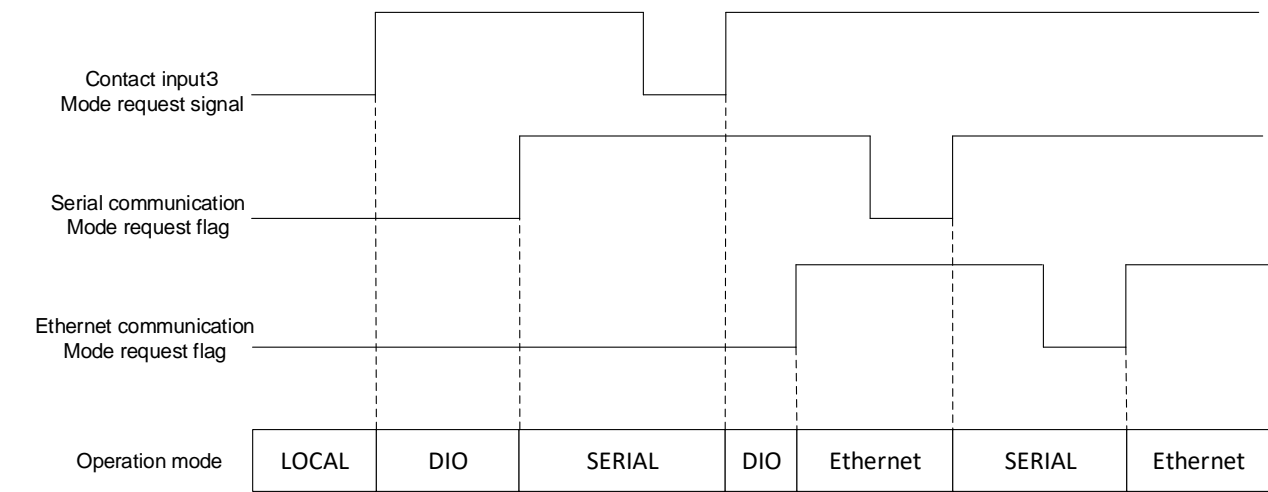 Contact input3
Mode request signal
Serial communication
Mode request flag
Ethernet communication
Mode request flag
Operation mode
LOCAL
DIO
SERIAL
DIO
Ethernet
SERIAL
Ethernet